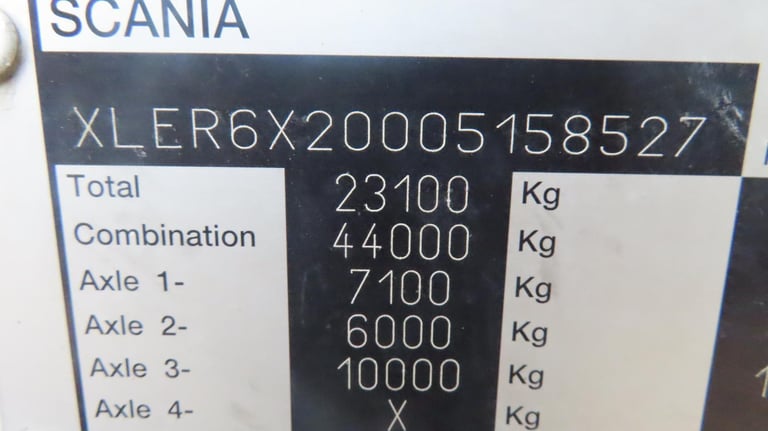 SCANIA
XLER6X20005158527
Total 23100 Kg
Combination 44000 Kg
Axle 1- 7100 Kg
Axle 2- 6000 Kg
Axle 3- 10000 Kg
Axle 4- X Kg